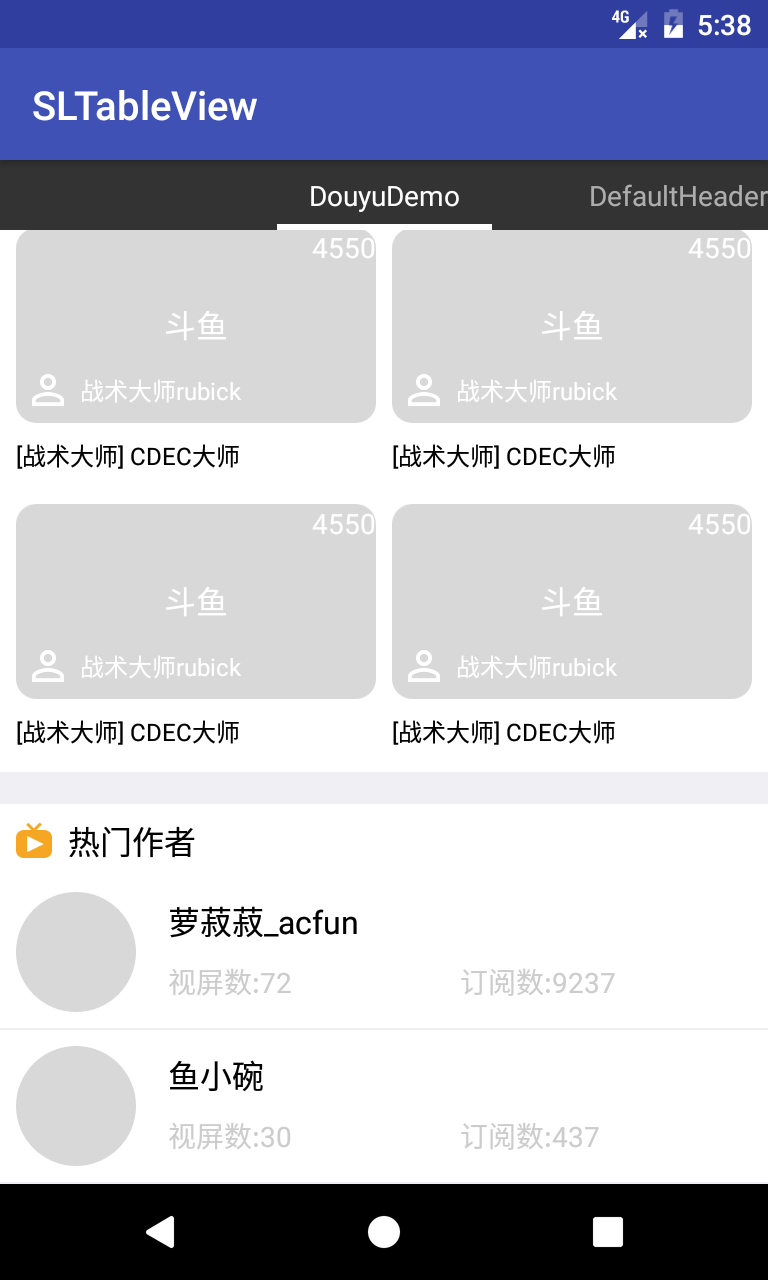 4G 5:38
SLTableView
DouyuDemo DefaultHeader
4550 4550
斗鱼 斗鱼
战术大师rubick 战术大师rubick
[战术大师] CDEC大师 [战术大师] CDEC大师
4550 4550
斗鱼 斗鱼
战术大师rubick 战术大师rubick
[战术大师] CDEC大师 [战术大师] CDEC大师
热门作者
萝菽菽_acfun
视屏数:72 订阅数:9237
鱼小碗
视屏数:30 订阅数:437